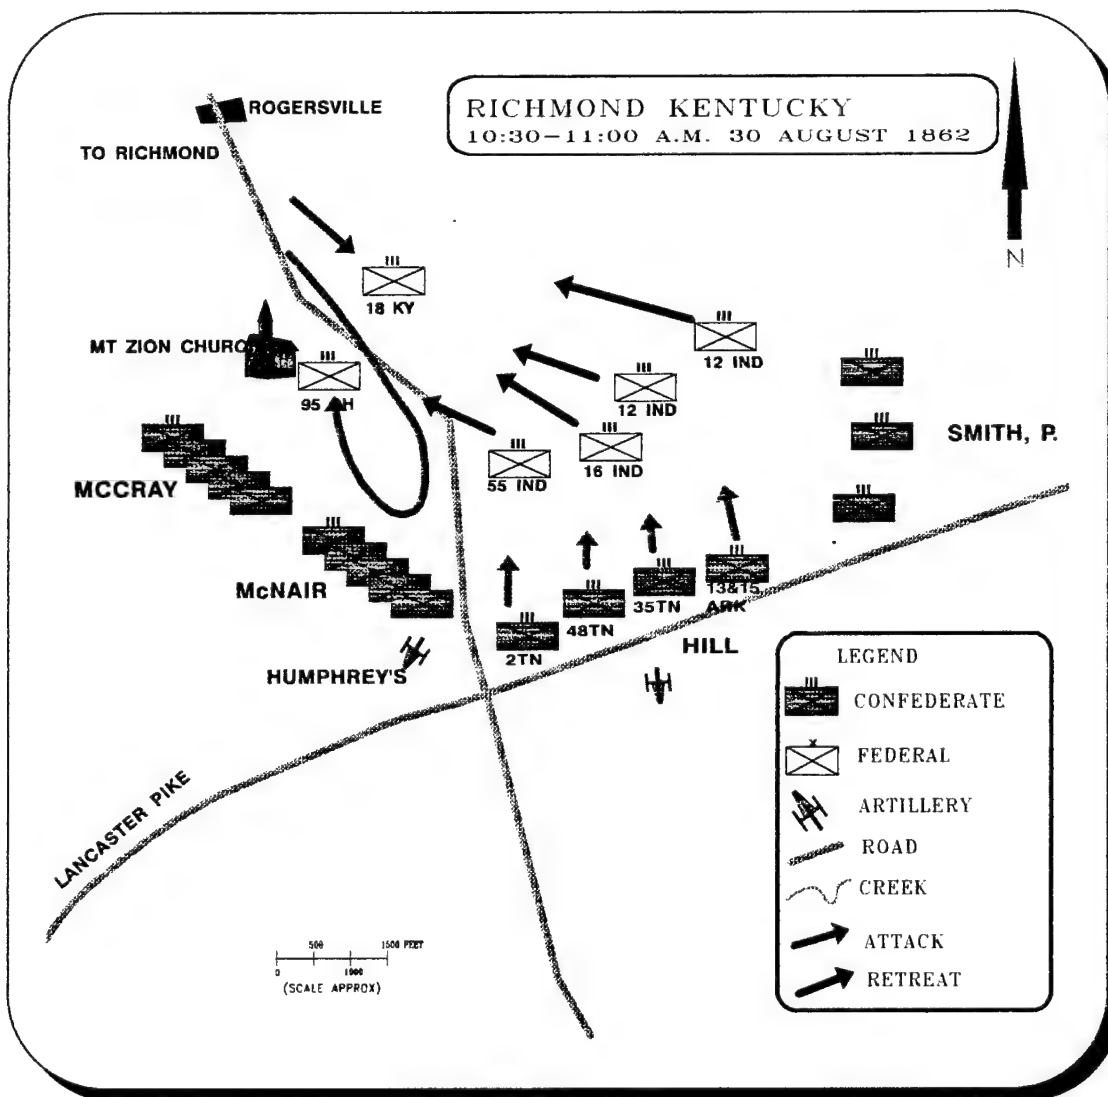 RICHMOND KENTUCKY
10:30-11:00 A.M. 30 AUGUST 1862
ROGERSVILLE
TO RICHMOND
N
18 KY
MT ZION CHURC
12 IND
12 IND
95 H
SMITH, P.
16 IND
55 IND
MCCRAY
McNAIR
13&15
ARK
35TN
48TN
2TN
HILL
HUMPHREY'S
LANCASTER PIKE
LEGEND
CONFEDERATE
FEDERAL
ARTILLERY
ROAD
CREEK
ATTACK
RETREAT
500 1500 FEET
0 1000
(SCALE APPROX)